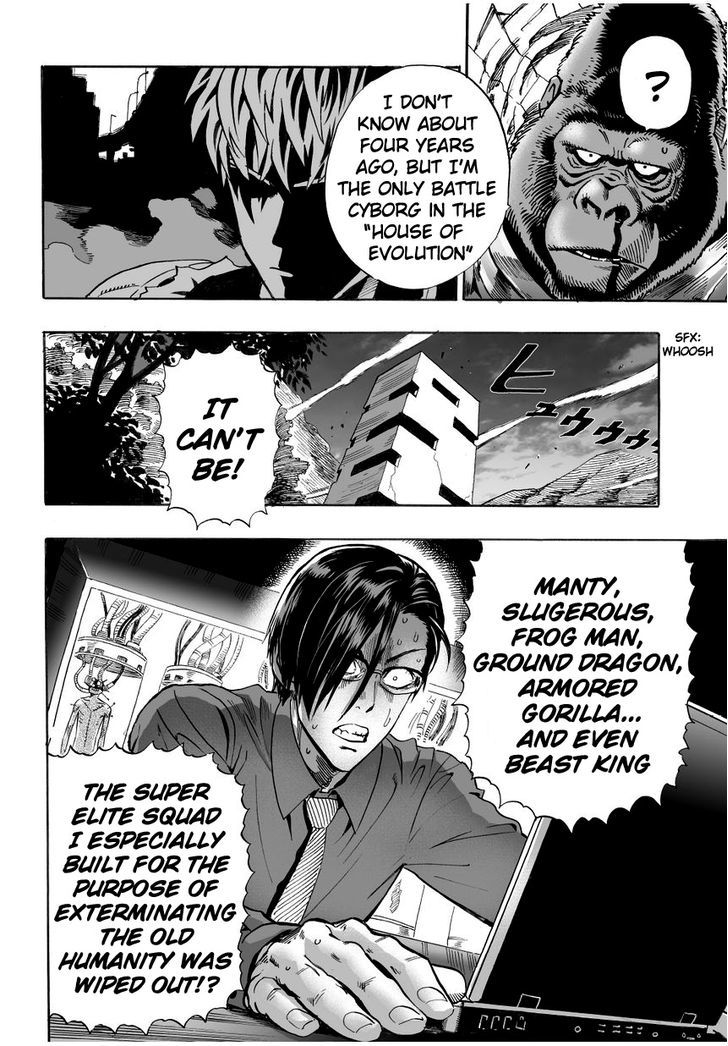 ?
I DON'T
KNOW ABOUT
FOUR YEARS
AGO, BUT I'M
THE ONLY BATTLE
CYBORG IN THE
"HOUSE OF
EVOLUTION"
SFX:
WHOOSH
ヒュウウウウ
IT
CAN'T
BE!
MANTY,
SLUGEROUS,
FROG MAN,
GROUND DRAGON,
ARMORED
GORILLA...
AND EVEN
BEAST KING
THE SUPER
ELITE SQUAD
I ESPECIALLY
BUILT FOR THE
PURPOSE OF
EXTERMINATING
THE OLD
HUMANITY WAS
WIPED OUT!?